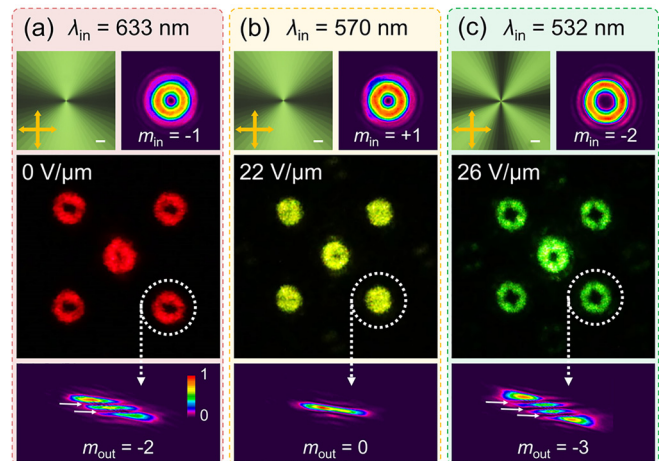 (a) λin = 633 nm
min = -1
0 V/μm
1
0
mout = -2
(b) λin = 570 nm
min = +1
22 V/μm
mout = 0
(c) λin = 532 nm
min = -2
26 V/μm
mout = -3